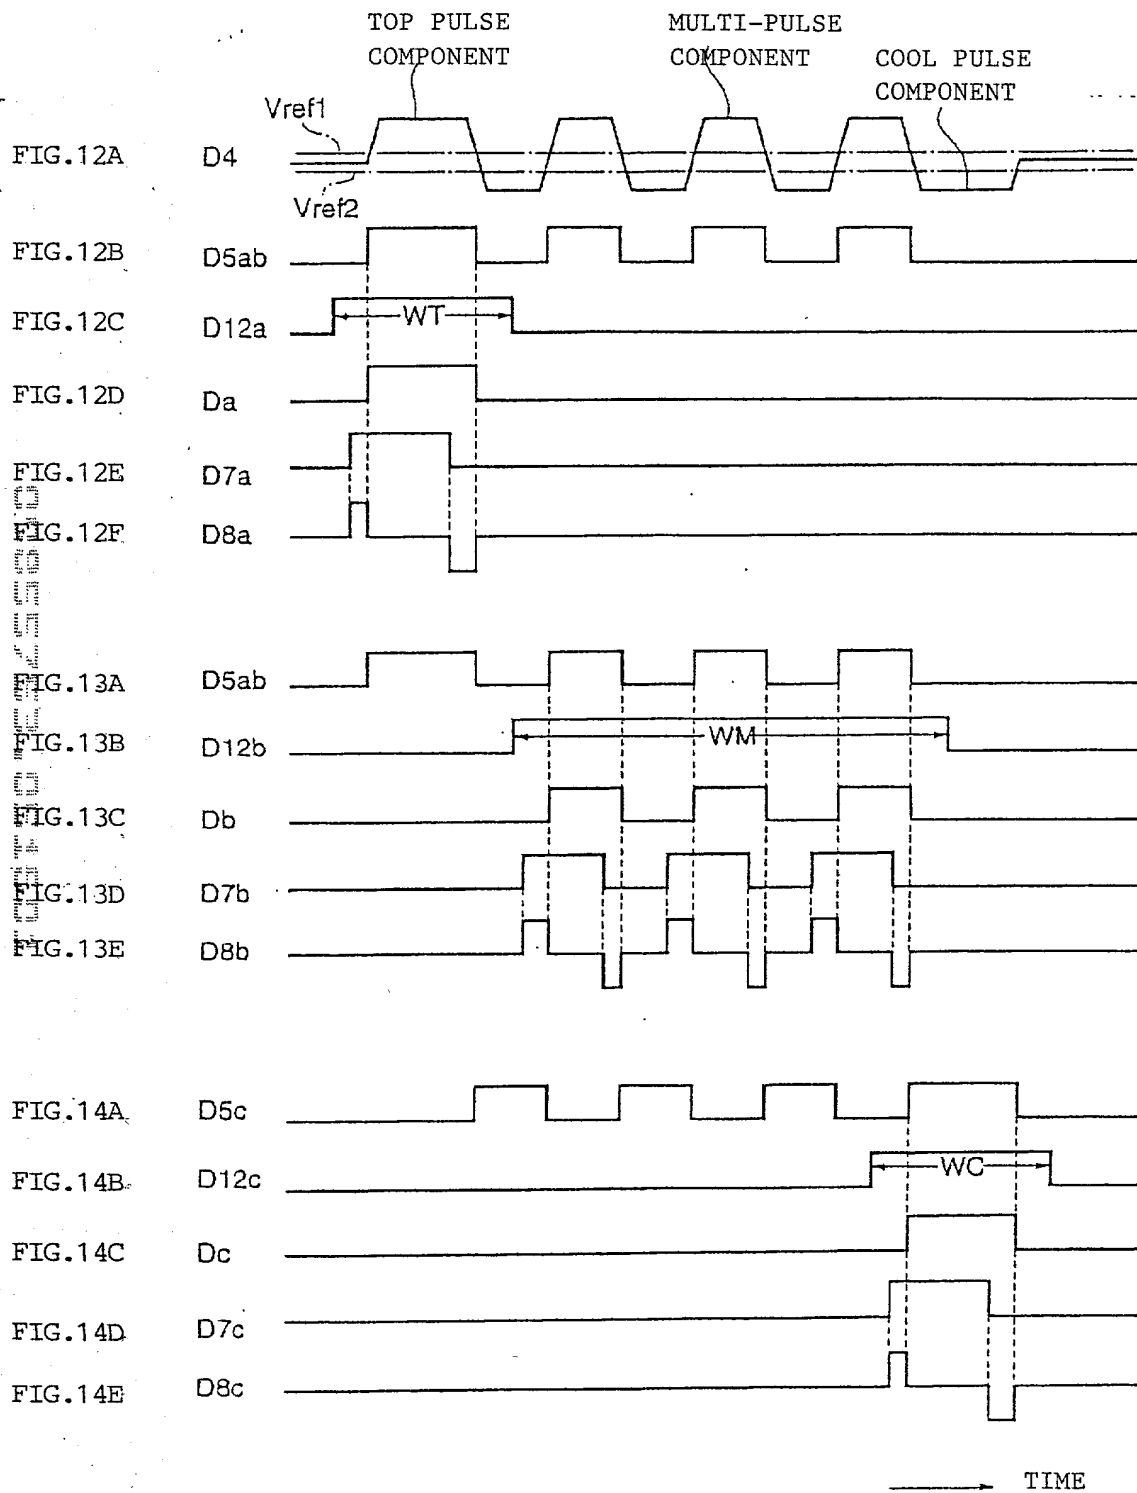 TOP PULSE
COMPONENT
MULTI-PULSE
COMPONENT
COOL PULSE
COMPONENT
Vref1
FIG.12A D4
Vref2
FIG.12B D5ab
FIG.12C D12a WT
FIG.12D Da
FIG.12E D7a
FIG.12F D8a
FIG.13A D5ab
FIG.13B D12b WM
FIG.13C Db
FIG.13D D7b
FIG.13E D8b
FIG.14A D5c
FIG.14B D12c WC
FIG.14C Dc
FIG.14D D7c
FIG.14E D8c
TIME